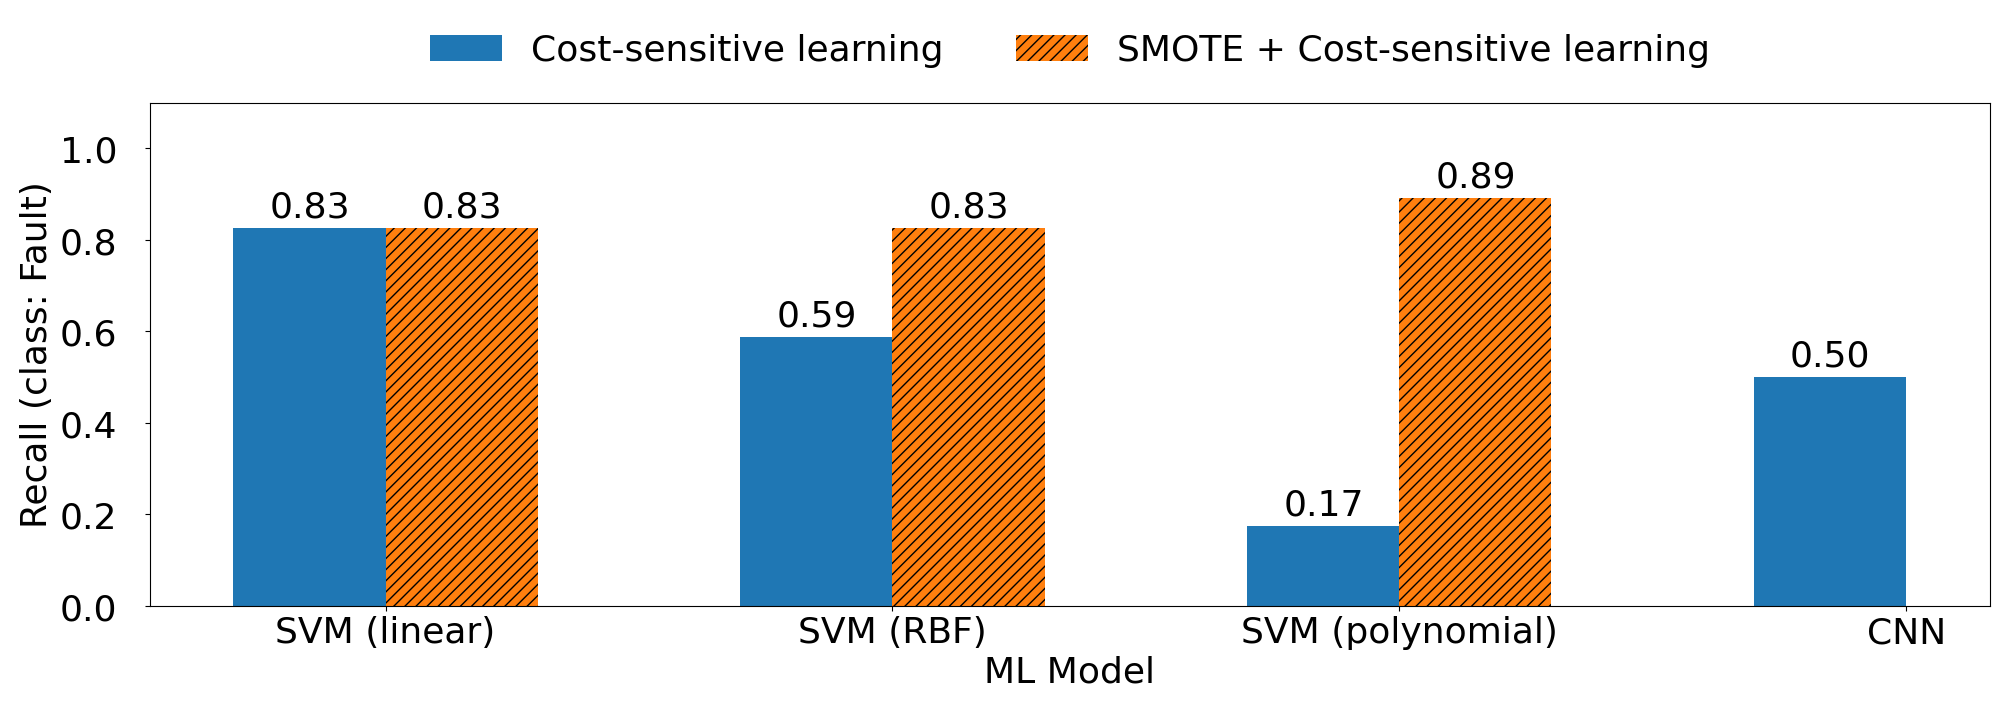 Cost-sensitive learning
SMOTE + Cost-sensitive learning
Recall (class: Fault)
1.0
0.8
0.6
0.4
0.2
0.0
0.83
0.83
0.59
0.83
0.17
0.89
0.50
SVM (linear)
SVM (RBF)
SVM (polynomial)
CNN
ML Model